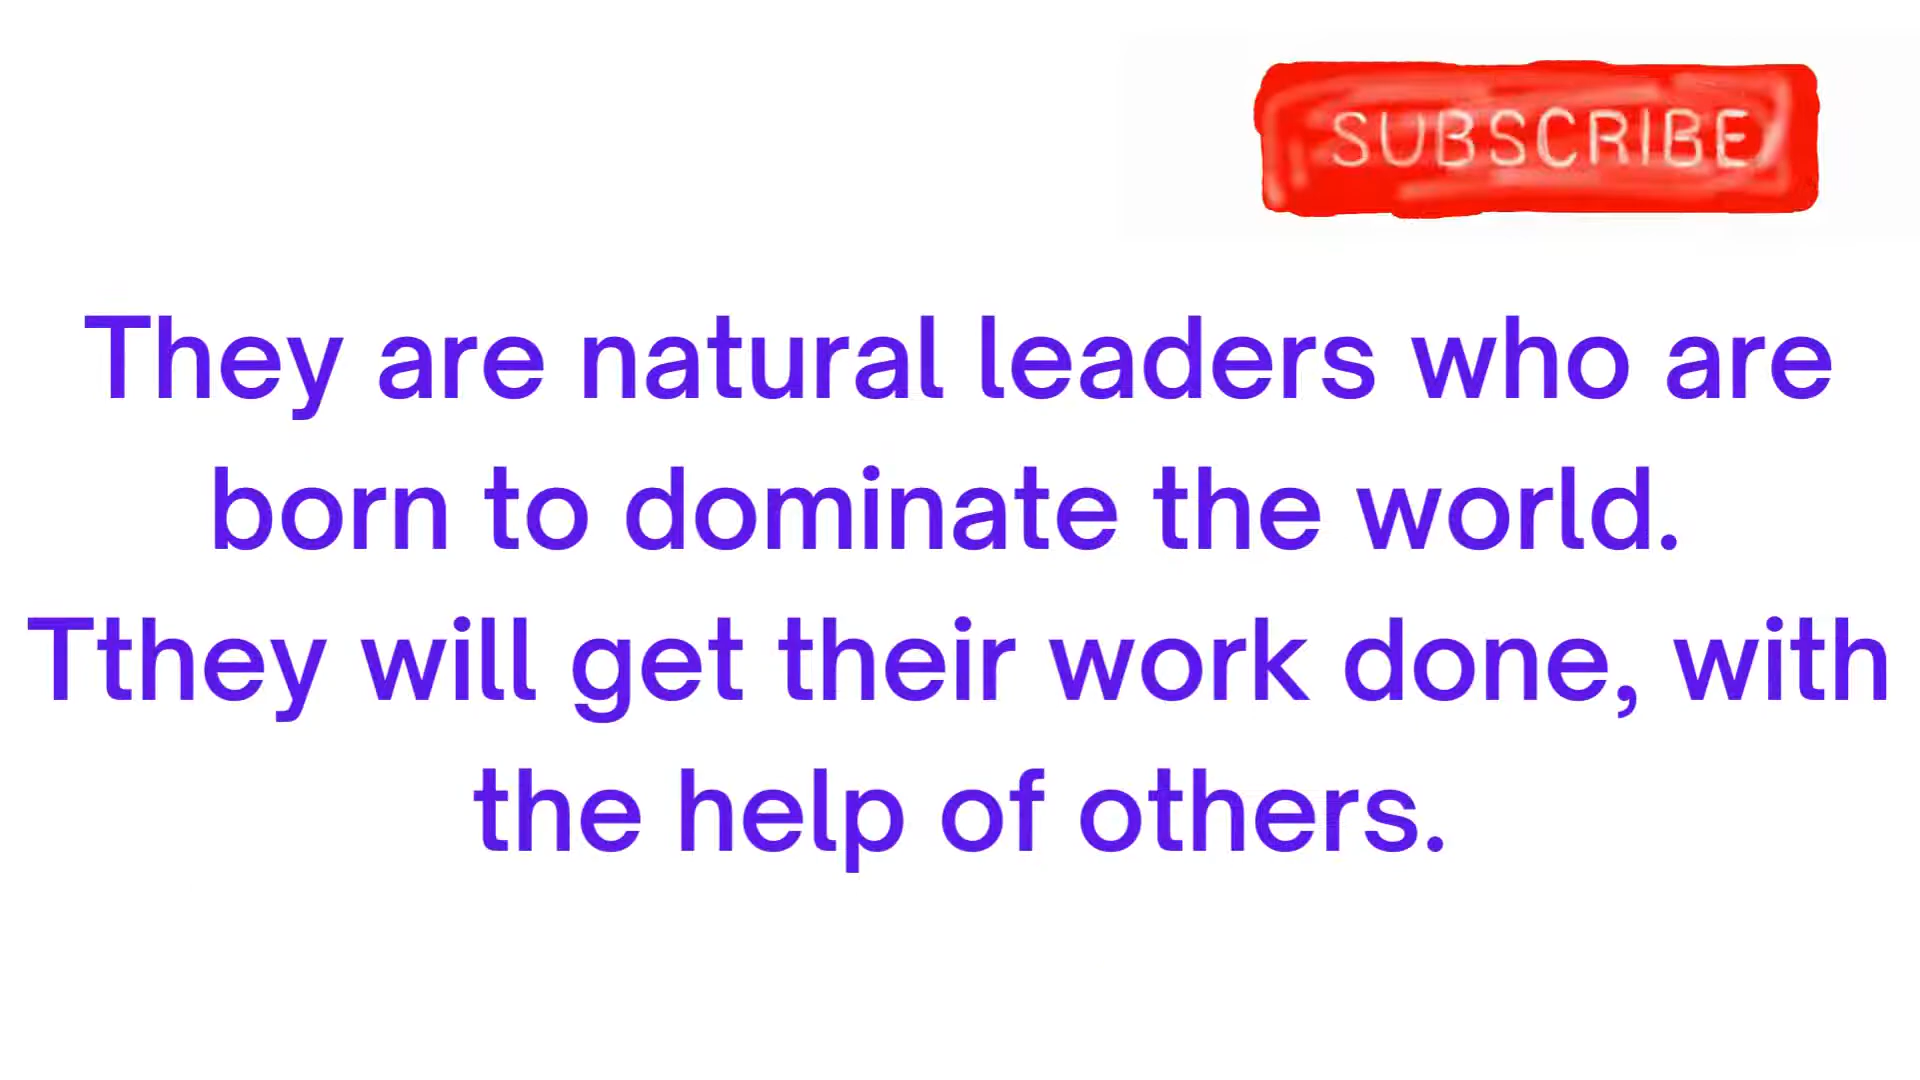 SUBSCRIBE
They are natural leaders who are
born to dominate the world.
Tthey will get their work done, with
the help of others.